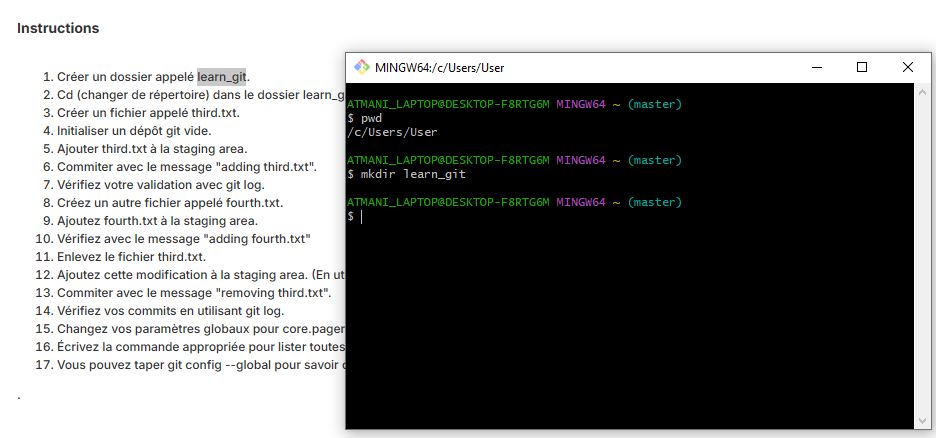 Instructions
1. Créer un dossier appelé learn_git.
2. Cd (changer de répertoire) dans le dossier learn_g
3. Créer un fichier appelé third.txt.
4. Initialiser un dépôt git vide.
5. Ajouter third.txt à la staging area.
6. Commiter avec le message "adding third.txt".
7. Vérifiez votre validation avec git log.
8. Créez un autre fichier appelé fourth.txt.
9. Ajoutez fourth.txt à la staging area.
10. Vérifiez avec le message "adding fourth.txt"
11. Enlevez le fichier third.txt.
12. Ajoutez cette modification à la staging area. (En ut
13. Commiter avec le message "removing third.txt".
14. Vérifiez vos commits en utilisant git log.
15. Changez vos paramètres globaux pour core.pager
16. Écrivez la commande appropriée pour lister toutes
17. Vous pouvez taper git config --global pour savoir c
.
MINGW64:/c/Users/User
ATMANI_LAPTOP@DESKTOP-F8RTG6M MINGW64 ~ (master)
$ pwd
/c/Users/User
ATMANI_LAPTOP@DESKTOP-F8RTG6M MINGW64 ~ (master)
$ mkdir learn_git
ATMANI_LAPTOP@DESKTOP-F8RTG6M MINGW64 ~ (master)
$